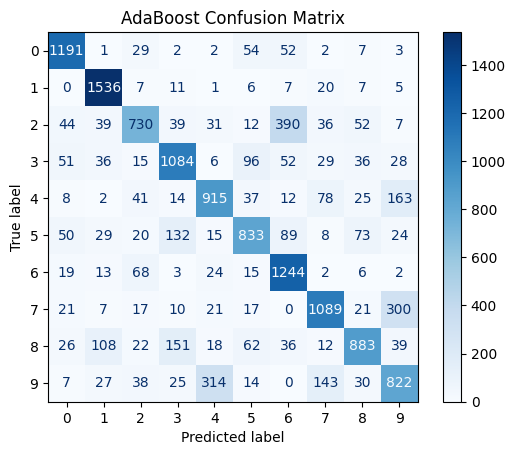 AdaBoost Confusion Matrix
0 1191 1 29 2 2 54 52 2 7 3
1 0 1536 7 11 1 6 7 20 7 5
2 44 39 730 39 31 12 390 36 52 7
3 51 36 15 1084 6 96 52 29 36 28
4 8 2 41 14 915 37 12 78 25 163
5 50 29 20 132 15 833 89 8 73 24
6 19 13 68 3 24 15 1244 2 6 2
7 21 7 17 10 21 17 0 1089 21 300
8 26 108 22 151 18 62 36 12 883 39
9 7 27 38 25 314 14 0 143 30 822
0 1 2 3 4 5 6 7 8 9
Predicted label
True label
1400
1200
1000
800
600
400
200
0